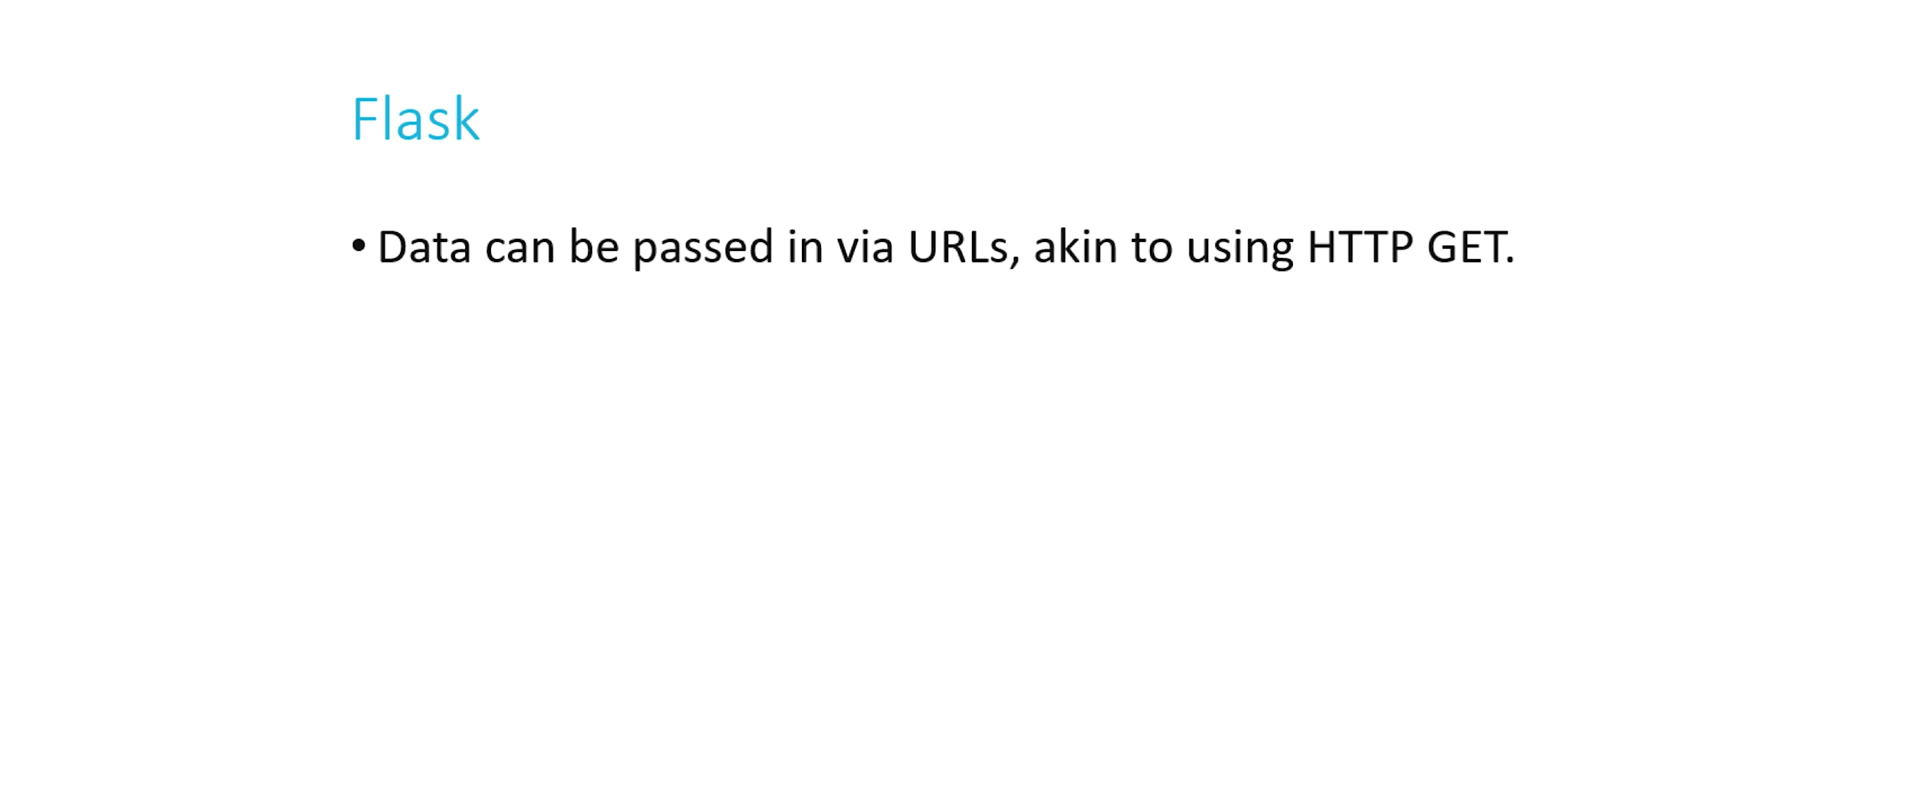 Flask
• Data can be passed in via URLs, akin to using HTTP GET.